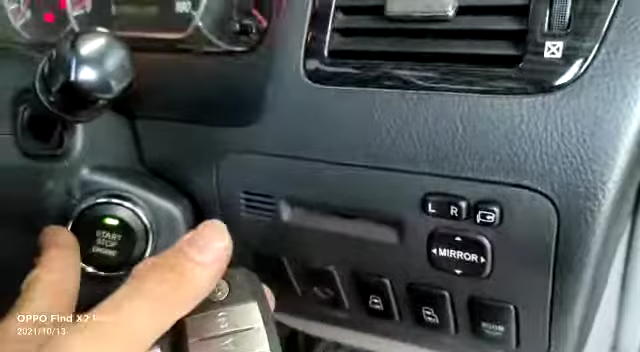 L R
MIRROR
START
STOP
ENGINE
OPPO Find X2
2021/10/13